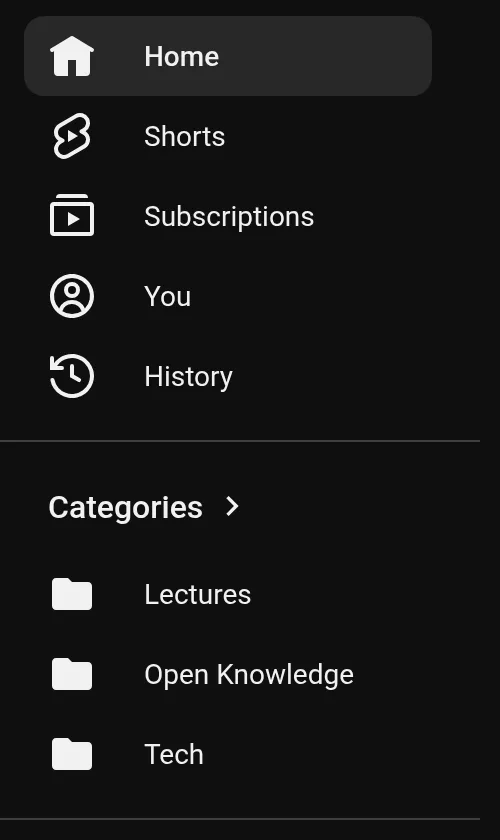 Home
Shorts
Subscriptions
You
History
Categories
Lectures
Open Knowledge
Tech